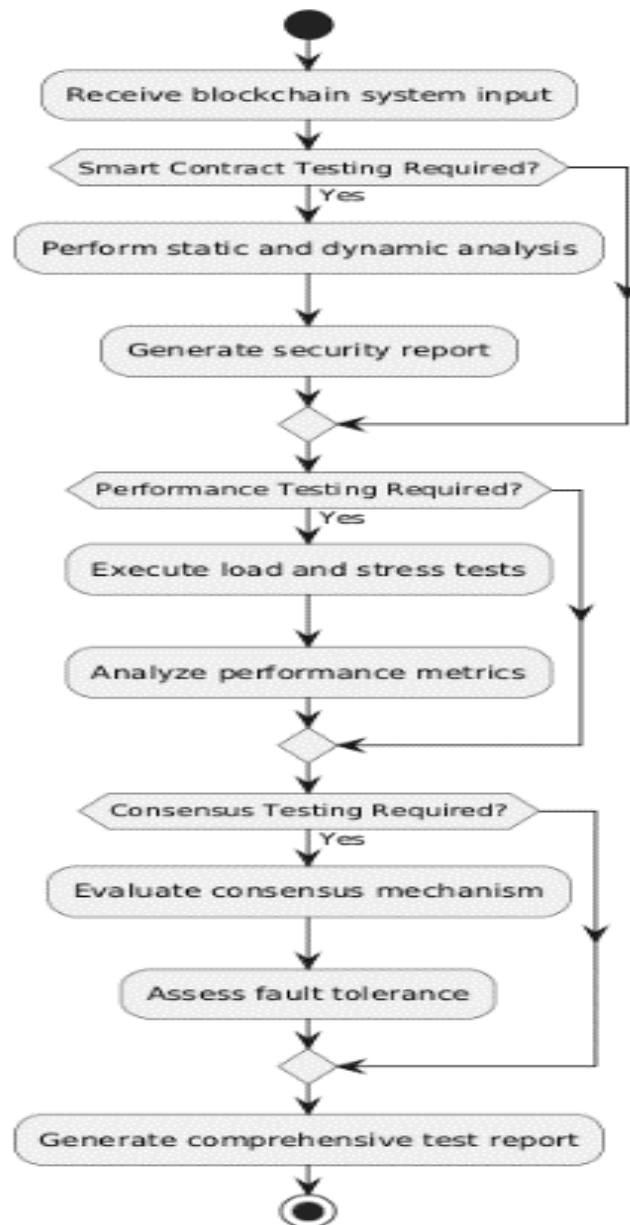 Receive blockchain system input
Smart Contract Testing Required?
Yes
Perform static and dynamic analysis
Generate security report
Performance Testing Required?
Yes
Execute load and stress tests
Analyze performance metrics
Consensus Testing Required?
Yes
Evaluate consensus mechanism
Assess fault tolerance
Generate comprehensive test report